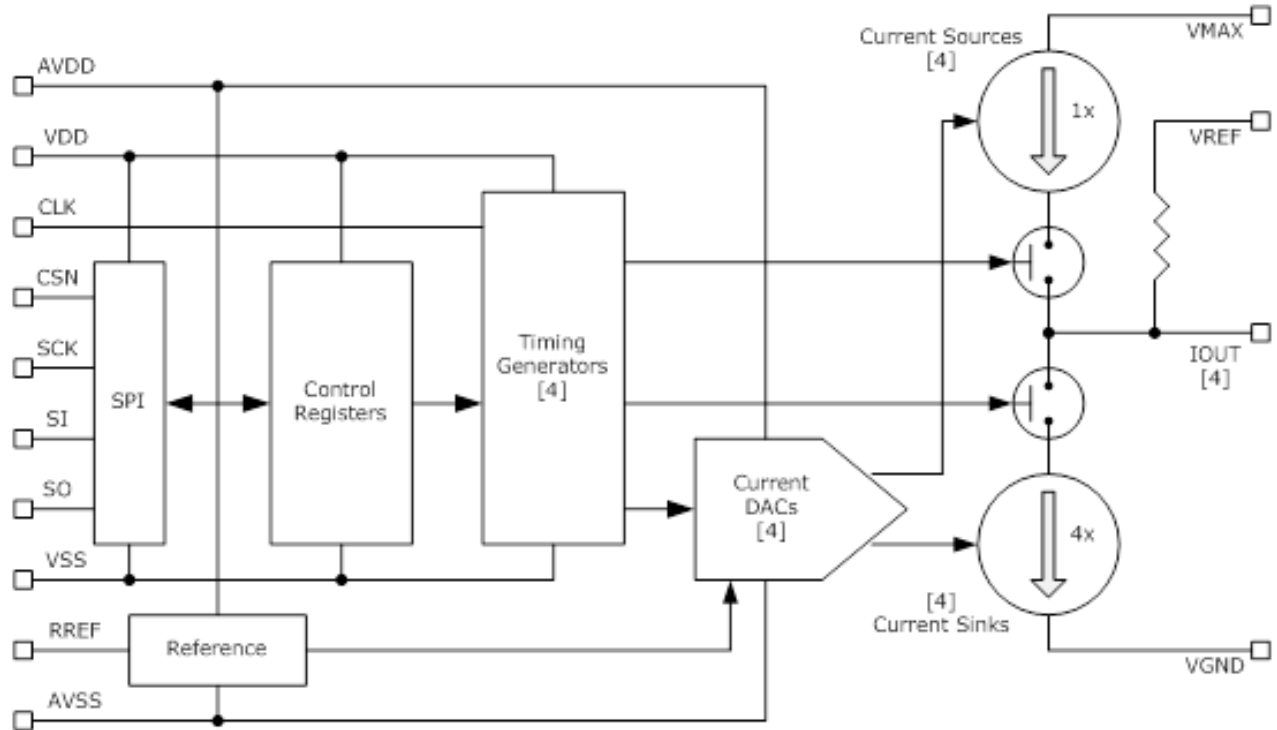 AVDD
VDD
CLK
CSN
SCK
SI
SO
VSS
RREF
AVSS
SPI
Control
Registers
Timing
Generators
[4]
Reference
Current
DACs
[4]
Current Sources
[4]
1x
4x
[4]
Current Sinks
VMAX
VREF
IOUT
[4]
VGND